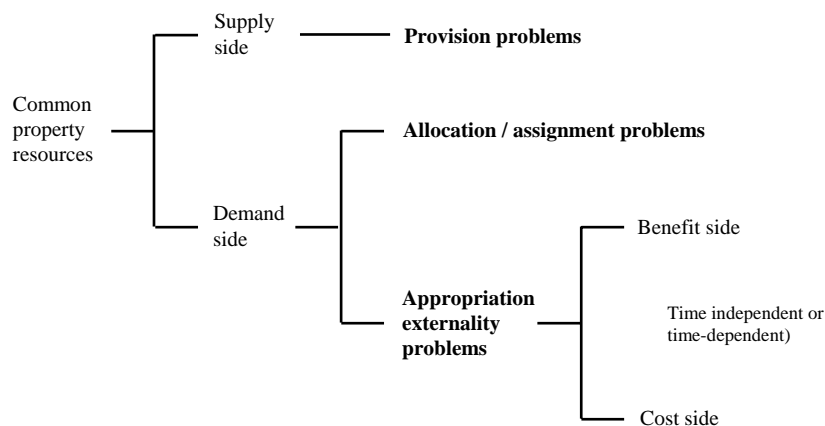 Supply
side
Provision problems
Common
property
resources
Allocation / assignment problems
Demand
side
Benefit side
Appropriation
externality
problems
Time independent or
time-dependent)
Cost side